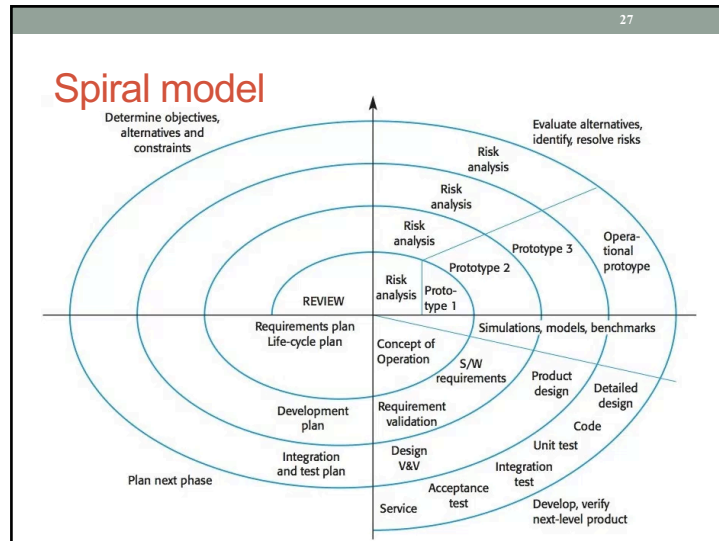 27
Spiral model
Determine objectives,
alternatives and
constraints
Evaluate alternatives,
identify, resolve risks
Risk
analysis
Risk
analysis
Risk
analysis
Risk
analysis
Proto-
type 1
Prototype 2
Prototype 3
Opera-
tional
protoype
REVIEW
Requirements plan
Life-cycle plan
Simulations, models, benchmarks
Concept of
Operation
S/W
requirements
Product
design
Detailed
design
Development
plan
Requirement
validation
Code
Unit test
Integration
and test plan
Design
V&V
Integration
test
Plan next phase
Acceptance
test
Service
Develop, verify
next-level product